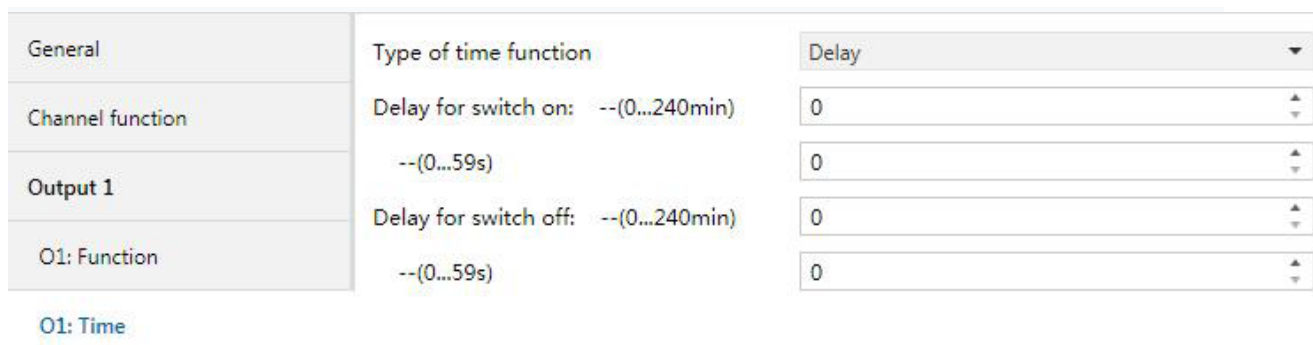 General
Channel function
Output 1
O1: Function
O1: Time
Type of time function Delay
Delay for switch on: --(0...240min) 0
--(0...59s) 0
Delay for switch off: --(0...240min) 0
--(0...59s) 0